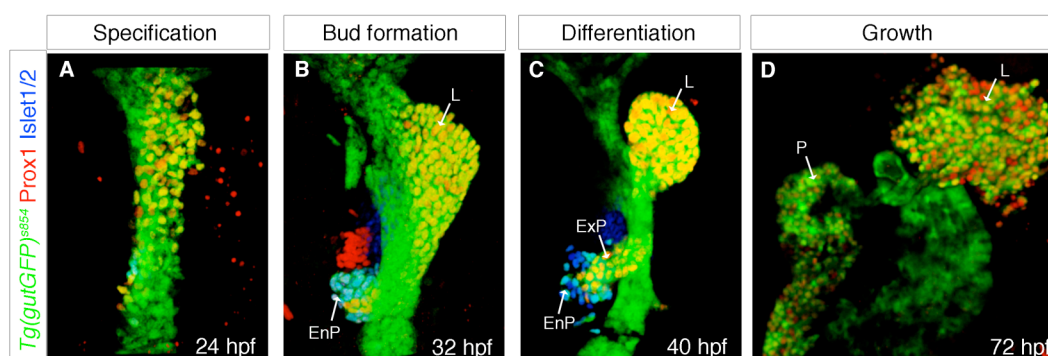 Specification
Bud formation
Differentiation
Growth
Tg(gutGFP)s854 Prox1 Islet1/2
A
24 hpf
B
L
EnP
32 hpf
C
L
ExP
EnP
40 hpf
D
L
P
72 hpf